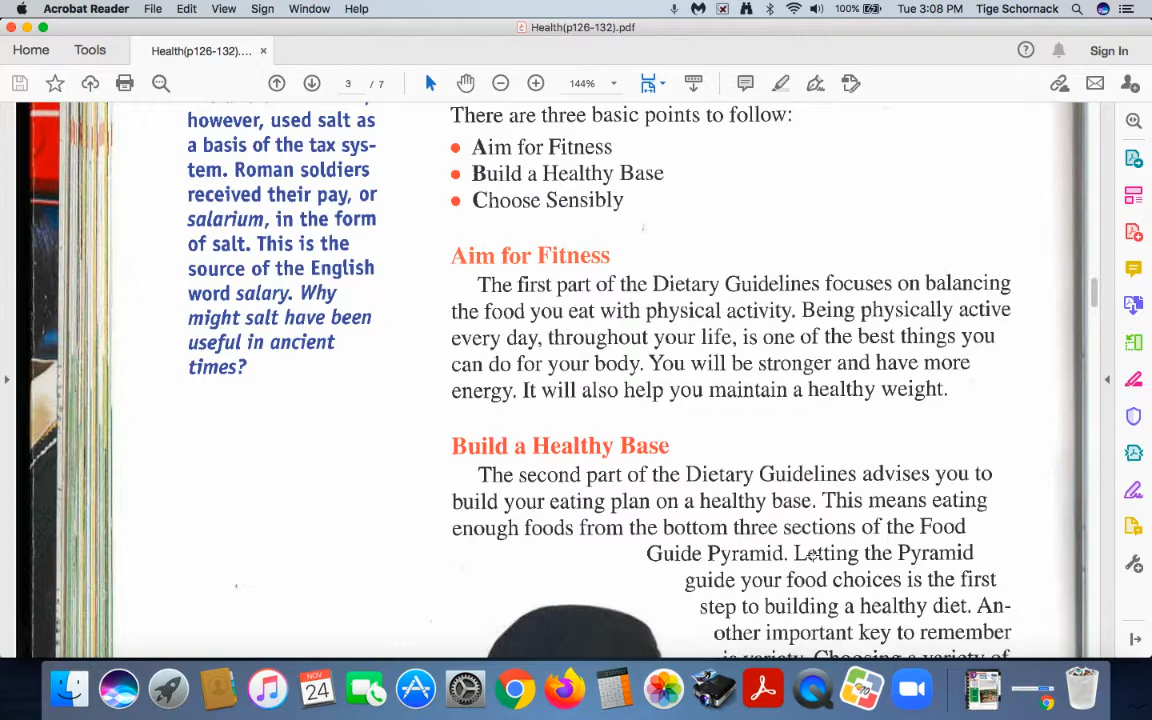 Acrobat Reader File Edit View Sign Window Help 100% Tue 3:08 PM Tige Schornack
Health(p126-132).pdf
Home Tools Health(p126-132).... × Sign In
3 / 7 144%
however, used salt as
a basis of the tax sys-
tem. Roman soldiers
received their pay, or
salarium, in the form
of salt. This is the
source of the English
word salary. Why
might salt have been
useful in ancient
times?
There are three basic points to follow:
• Aim for Fitness
• Build a Healthy Base
• Choose Sensibly
Aim for Fitness
The first part of the Dietary Guidelines focuses on balancing
the food you eat with physical activity. Being physically active
every day, throughout your life, is one of the best things you
can do for your body. You will be stronger and have more
energy. It will also help you maintain a healthy weight.
Build a Healthy Base
The second part of the Dietary Guidelines advises you to
build your eating plan on a healthy base. This means eating
enough foods from the bottom three sections of the Food
Guide Pyramid. Letting the Pyramid
guide your food choices is the first
step to building a healthy diet. An-
other important key to remember
is variety. Choosing a variety of
NOV
24